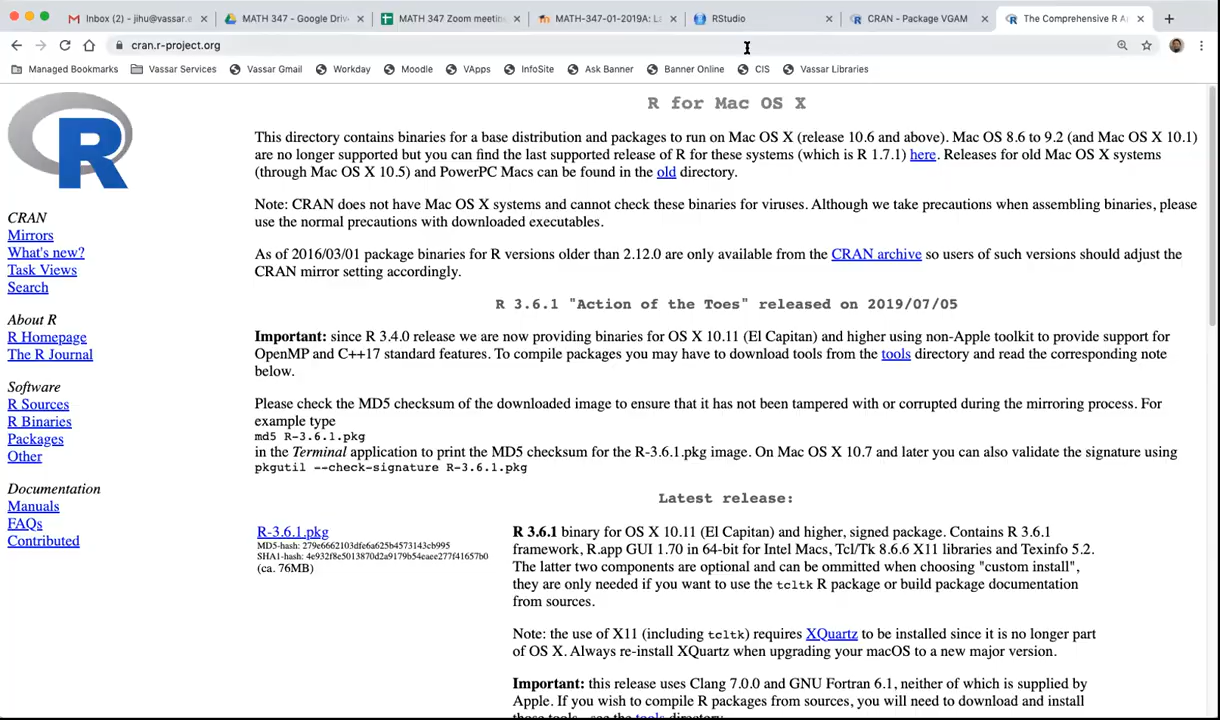 Inbox (2) - jihu@vassar.e
MATH 347 - Google Driv
MATH 347 Zoom meetin
MATH-347-01-2019A: La
RStudio
CRAN - Package VGAM
The Comprehensive R A
cran.r-project.org
Managed Bookmarks
Vassar Services
Vassar Gmail
Workday
Moodle
VApps
InfoSite
Ask Banner
Banner Online
CIS
Vassar Libraries
R
CRAN
Mirrors
What's new?
Task Views
Search
About R
R Homepage
The R Journal
Software
R Sources
R Binaries
Packages
Other
Documentation
Manuals
FAQs
Contributed
R for Mac OS X
This directory contains binaries for a base distribution and packages to run on Mac OS X (release 10.6 and above). Mac OS 8.6 to 9.2 (and Mac OS X 10.1)
are no longer supported but you can find the last supported release of R for these systems (which is R 1.7.1) here. Releases for old Mac OS X systems
(through Mac OS X 10.5) and PowerPC Macs can be found in the old directory.
Note: CRAN does not have Mac OS X systems and cannot check these binaries for viruses. Although we take precautions when assembling binaries, please
use the normal precautions with downloaded executables.
As of 2016/03/01 package binaries for R versions older than 2.12.0 are only available from the CRAN archive so users of such versions should adjust the
CRAN mirror setting accordingly.
R 3.6.1 "Action of the Toes" released on 2019/07/05
Important: since R 3.4.0 release we are now providing binaries for OS X 10.11 (El Capitan) and higher using non-Apple toolkit to provide support for
OpenMP and C++17 standard features. To compile packages you may have to download tools from the tools directory and read the corresponding note
below.
Please check the MD5 checksum of the downloaded image to ensure that it has not been tampered with or corrupted during the mirroring process. For
example type
md5 R-3.6.1.pkg
in the Terminal application to print the MD5 checksum for the R-3.6.1.pkg image. On Mac OS X 10.7 and later you can also validate the signature using
pkgutil --check-signature R-3.6.1.pkg
Latest release:
R-3.6.1.pkg
MD5-hash: 279e6662103dfe6a625b4573143cb995
SHA1-hash: 4e932f8e5013870d2a9179b54eaee277f41657b0
(ca. 76MB)
R 3.6.1 binary for OS X 10.11 (El Capitan) and higher, signed package. Contains R 3.6.1
framework, R.app GUI 1.70 in 64-bit for Intel Macs, Tcl/Tk 8.6.6 X11 libraries and Texinfo 5.2.
The latter two components are optional and can be ommitted when choosing "custom install",
they are only needed if you want to use the tcltk R package or build package documentation
from sources.
Note: the use of X11 (including tcltk) requires XQuartz to be installed since it is no longer part
of OS X. Always re-install XQuartz when upgrading your macOS to a new major version.
Important: this release uses Clang 7.0.0 and GNU Fortran 6.1, neither of which is supplied by
Apple. If you wish to compile R packages from sources, you will need to download and install
those tools - see the tools directory.